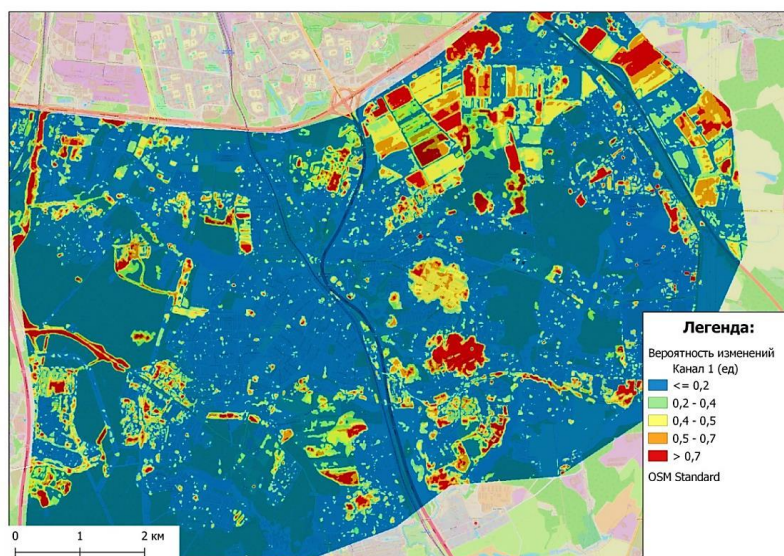 Легенда:
Вероятность изменений
Канал 1 (ед)
<= 0,2
0,2 - 0,4
0,4 - 0,5
0,5 - 0,7
> 0,7
OSM Standard
0 1 2 км